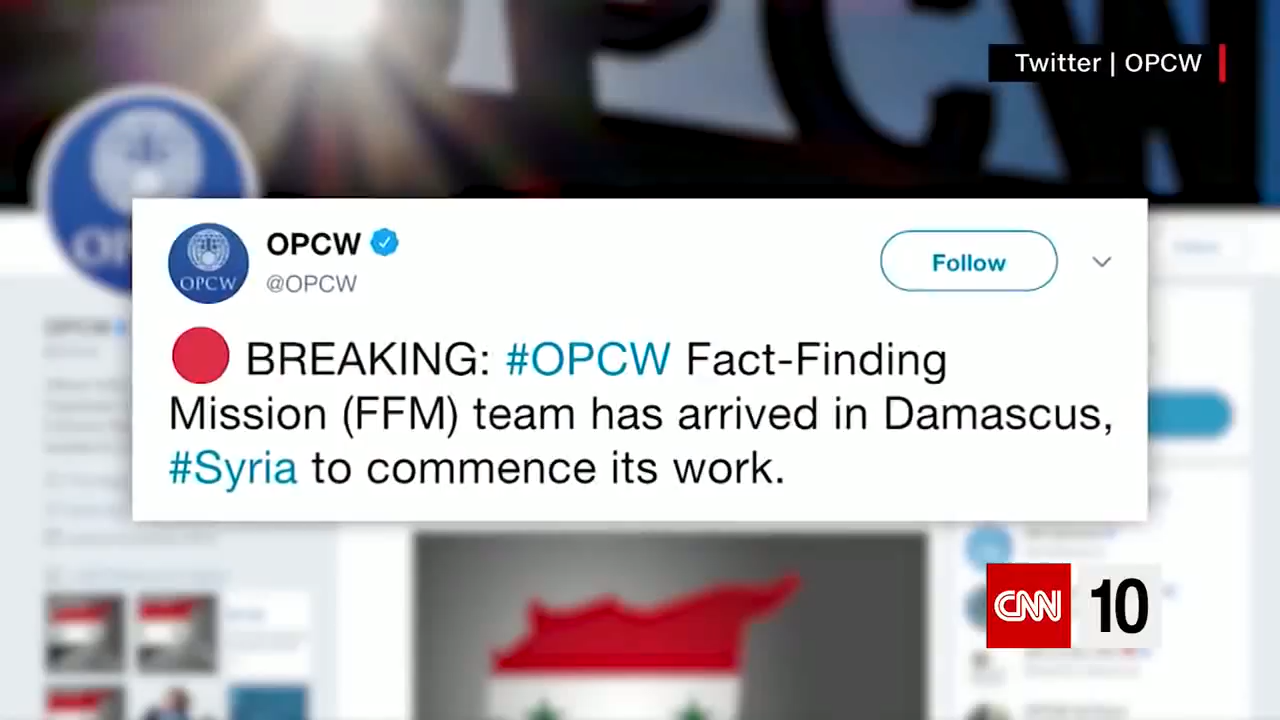 Twitter | OPCW
OPCW
@OPCW
Follow
OPCW
🔴 BREAKING: #OPCW Fact-Finding
Mission (FFM) team has arrived in Damascus,
#Syria to commence its work.
CNN 10